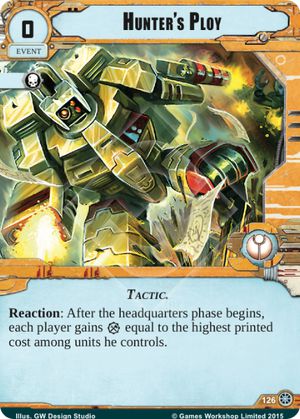 0
EVENT
HUNTER'S PLOY
TACTIC.
Reaction: After the headquarters phase begins,
each player gains equal to the highest printed
cost among units he controls.
126
Illus. GW Design Studio
© Games Workshop Limited 2015